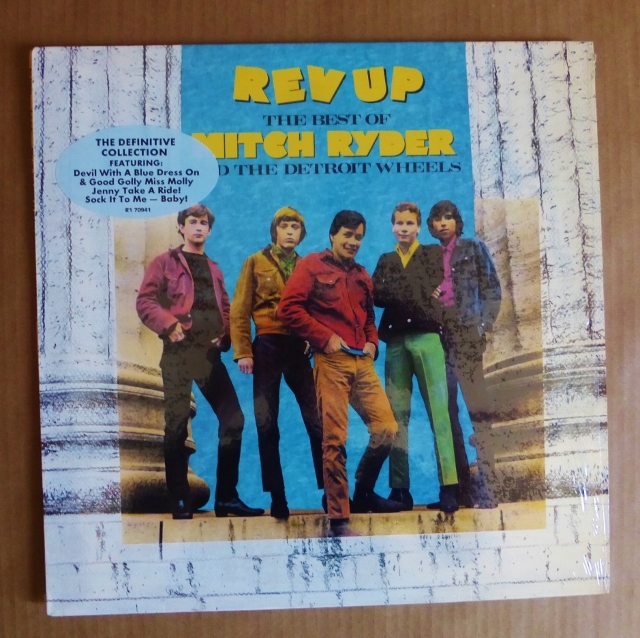 REV UP
THE BEST OF
MITCH RYDER
D THE DETROIT WHEELS
THE DEFINITIVE
COLLECTION
FEATURING:
Devil With A Blue Dress On
& Good Golly Miss Molly
Jenny Take A Ride!
Sock It To Me — Baby!
R1 70941